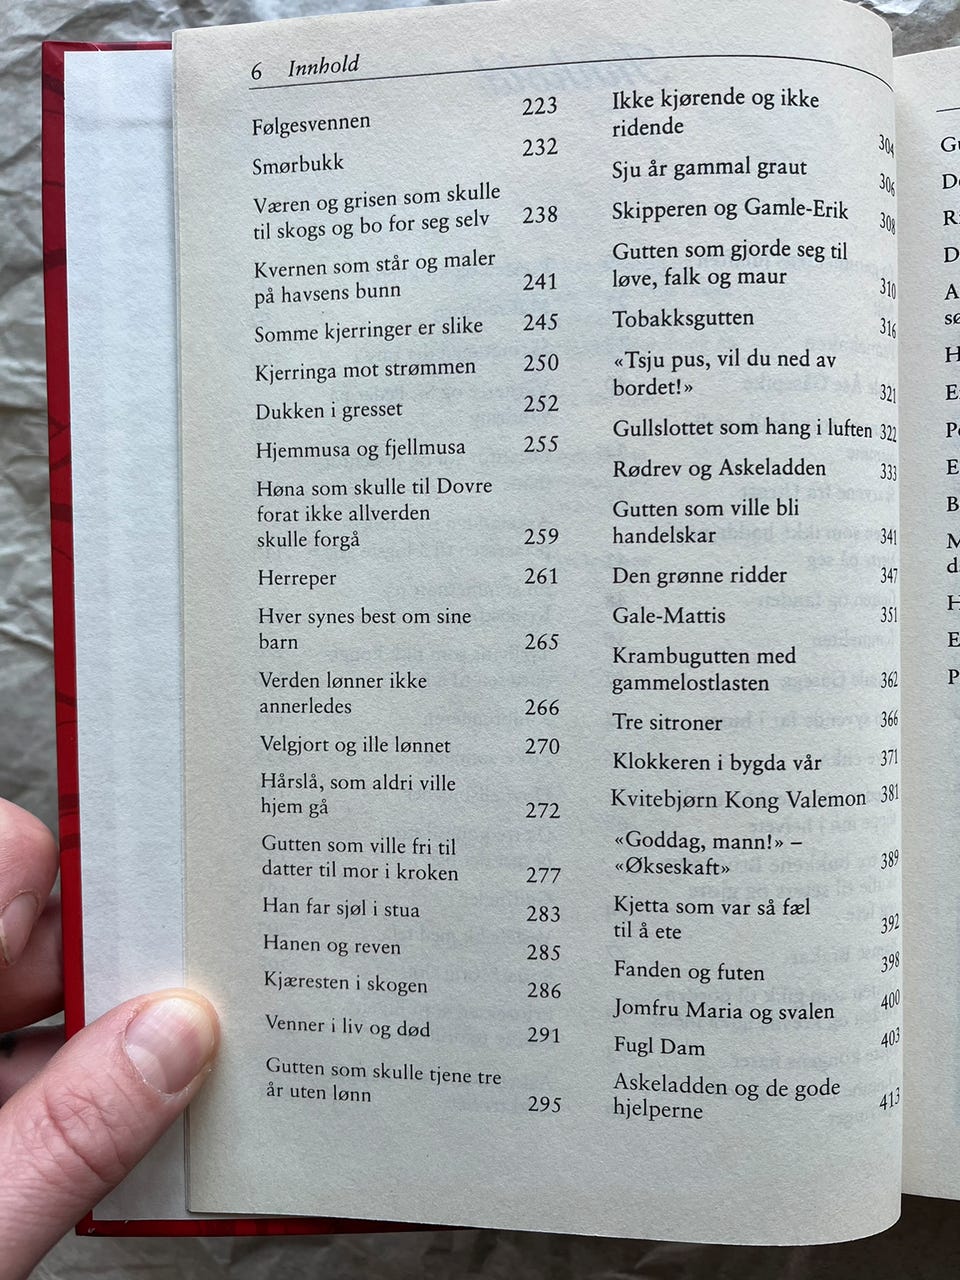 6 Innhold
Følgesvennen 223
Smørbukk 232
Væren og grisen som skulle
til skogs og bo for seg selv 238
Kvernen som står og maler
på havsens bunn 241
Somme kjerringer er slike 245
Kjerringa mot strømmen 250
Dukken i gresset 252
Hjemmusa og fjellmusa 255
Høna som skulle til Dovre
forat ikke allverden
skulle forgå 259
Herreper 261
Hver synes best om sine
barn 265
Verden lønner ikke
annerledes 266
Velgjort og ille lønnet 270
Hårslå, som aldri ville
hjem gå 272
Gutten som ville fri til
datter til mor i kroken 277
Han far sjøl i stua 283
Hanen og reven 285
Kjæresten i skogen 286
Venner i liv og død 291
Gutten som skulle tjene tre
år uten lønn 295
Ikke kjørende og ikke
ridende 304
Sju år gammal graut 306
Skipperen og Gamle-Erik 308
Gutten som gjorde seg til
løve, falk og maur 310
Tobakksgutten 316
«Tsju pus, vil du ned av
bordet!» 321
Gullslottet som hang i luften 322
Rødrev og Askeladden 333
Gutten som ville bli
handelskar 341
Den grønne ridder 347
Gale-Mattis 351
Krambugutten med
gammelostlasten 362
Tre sitroner 366
Klokkeren i bygda vår 371
Kvitebjørn Kong Valemon 381
«Goddag, mann!» –
«Økseskaft» 389
Kjetta som var så fæl
til å ete 392
Fanden og futen 398
Jomfru Maria og svalen 400
Fugl Dam 403
Askeladden og de gode
hjelperne 413